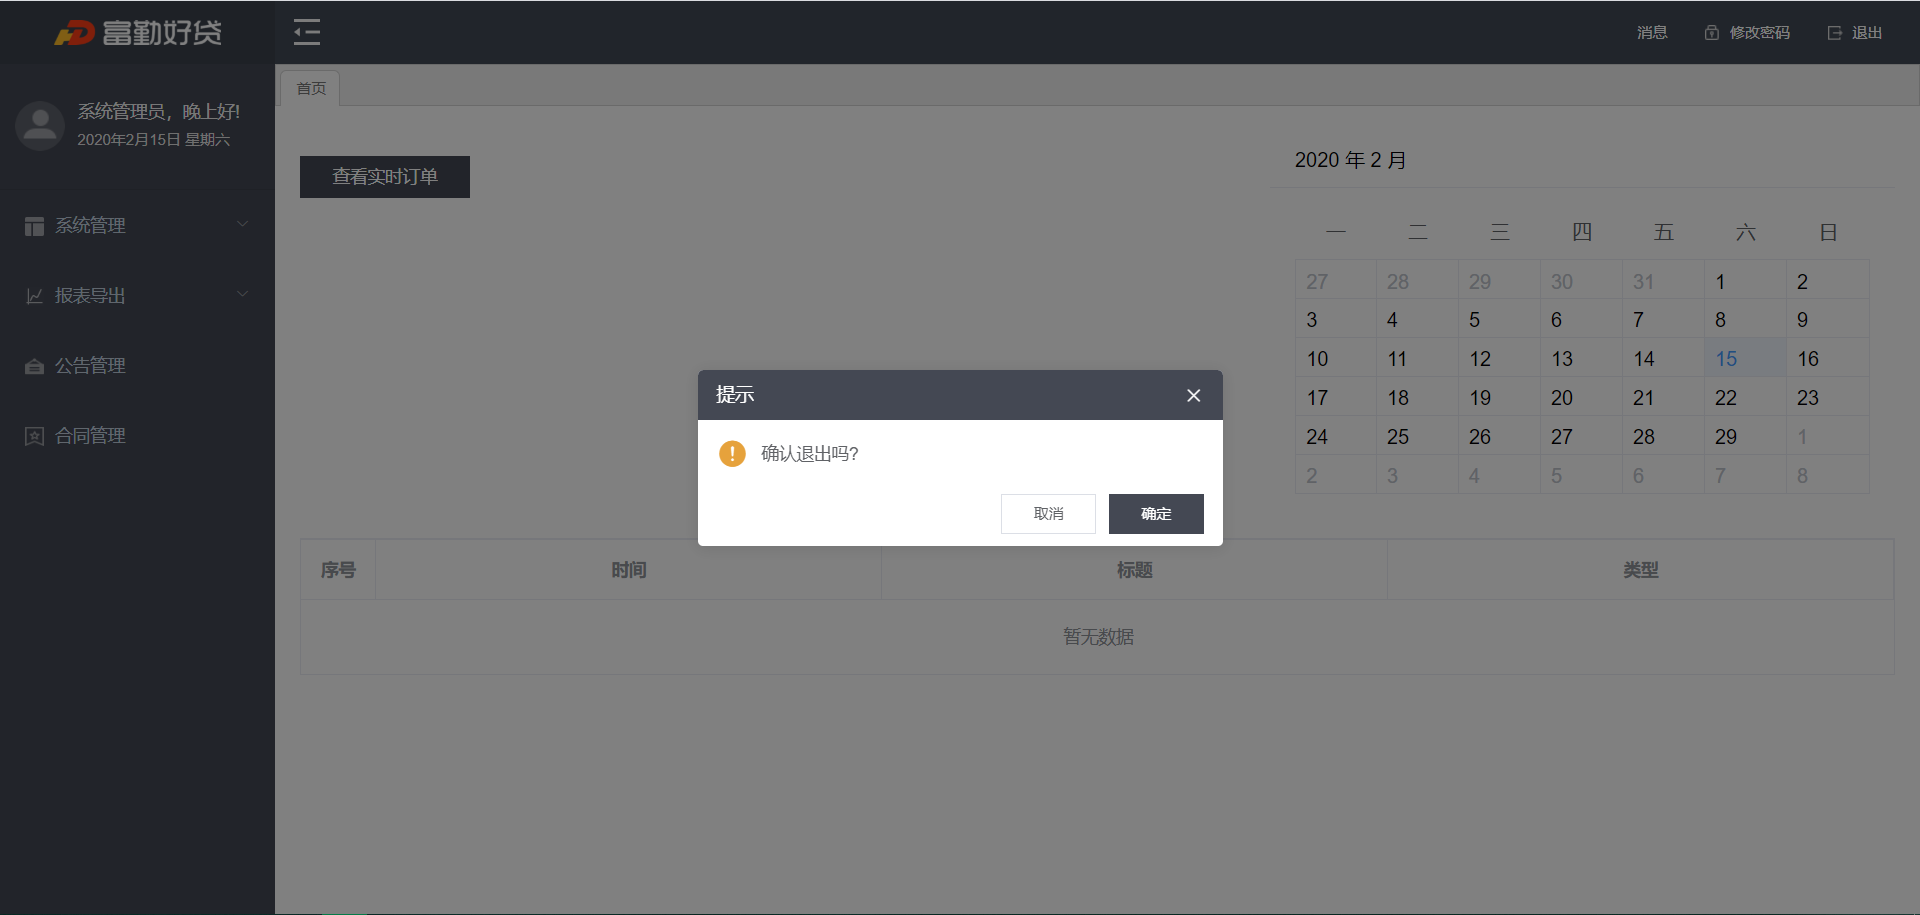 富勤好贷
消息 修改密码 退出
首页
系统管理员，晚上好!
2020年2月15日 星期六
系统管理
报表导出
公告管理
合同管理
查看实时订单
2020 年 2 月
一 二 三 四 五 六 日
27 28 29 30 31 1 2
3 4 5 6 7 8 9
10 11 12 13 14 15 16
17 18 19 20 21 22 23
24 25 26 27 28 29 1
2 3 4 5 6 7 8
提示
确认退出吗?
取消 确定
序号 时间 标题 类型
暂无数据